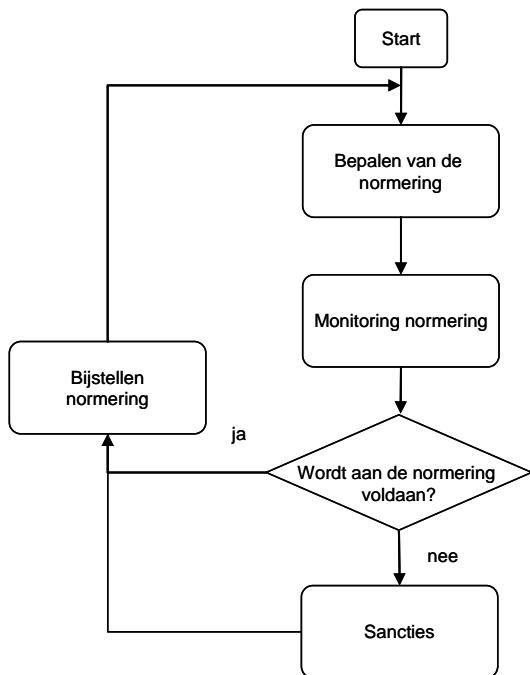 Start
Bepalen van de
normering
Monitoring normering
Bijstellen
normering
ja
Wordt aan de normering
voldaan?
nee
Sancties